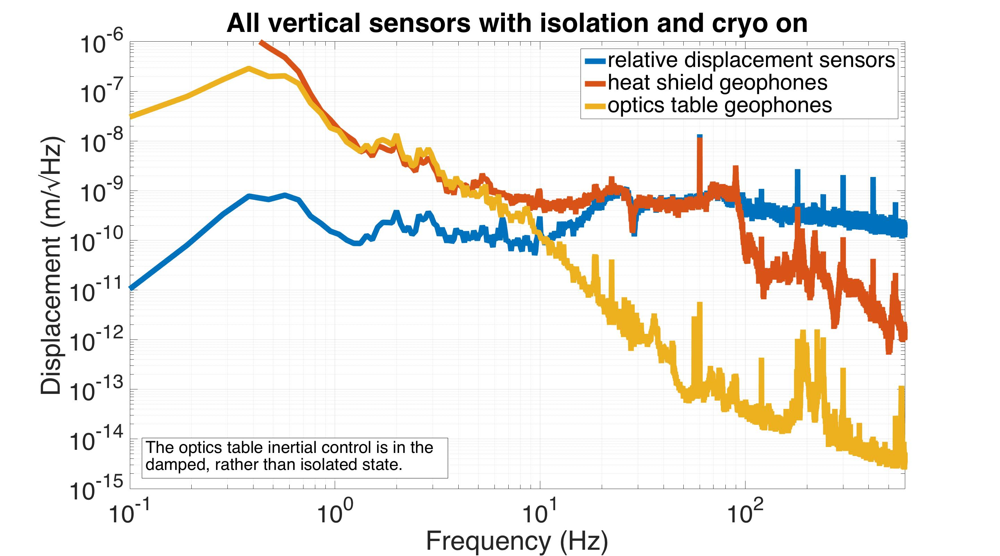 All vertical sensors with isolation and cryo on
relative displacement sensors
heat shield geophones
optics table geophones
Displacement (m/√Hz)
10^-6
10^-7
10^-8
10^-9
10^-10
10^-11
10^-12
10^-13
10^-14
10^-15
The optics table inertial control is in the
damped, rather than isolated state.
10^-1 10^0 10^1 10^2
Frequency (Hz)